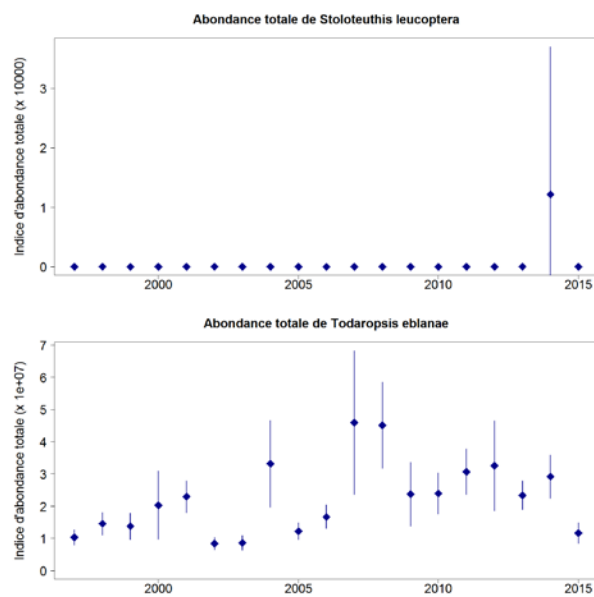 Abondance totale de Stoloteuthis leucoptera
Indice d'abondance totale (x 10000)
3
2
1
0
2000 2005 2010 2015
Abondance totale de Todaropsis eblanae
Indice d'abondance totale (x 1e+07)
7
6
5
4
3
2
1
0
2000 2005 2010 2015